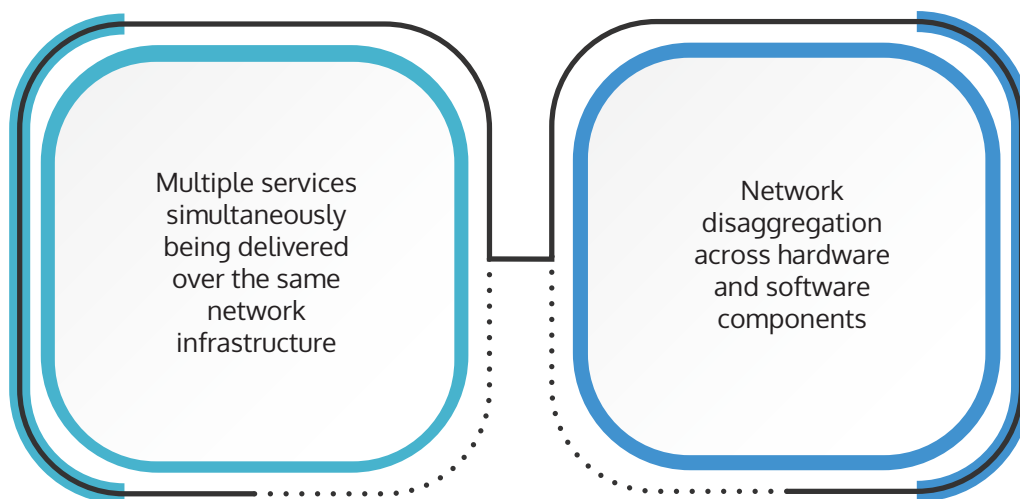 Multiple services
simultaneously
being delivered
over the same
network
infrastructure
Network
disaggregation
across hardware
and software
components